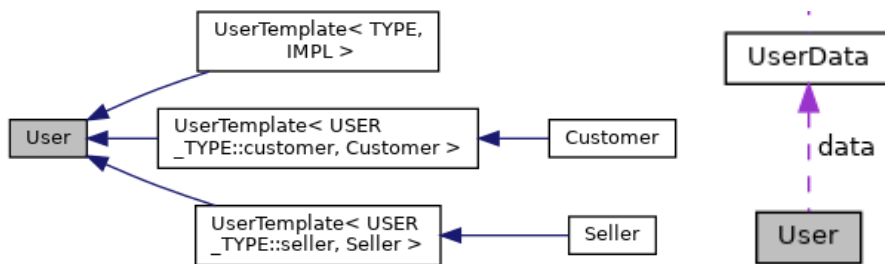 UserTemplate< TYPE,
IMPL >
User
UserTemplate< USER
_TYPE::customer, Customer >
Customer
UserTemplate< USER
_TYPE::seller, Seller >
Seller
UserData
data
User